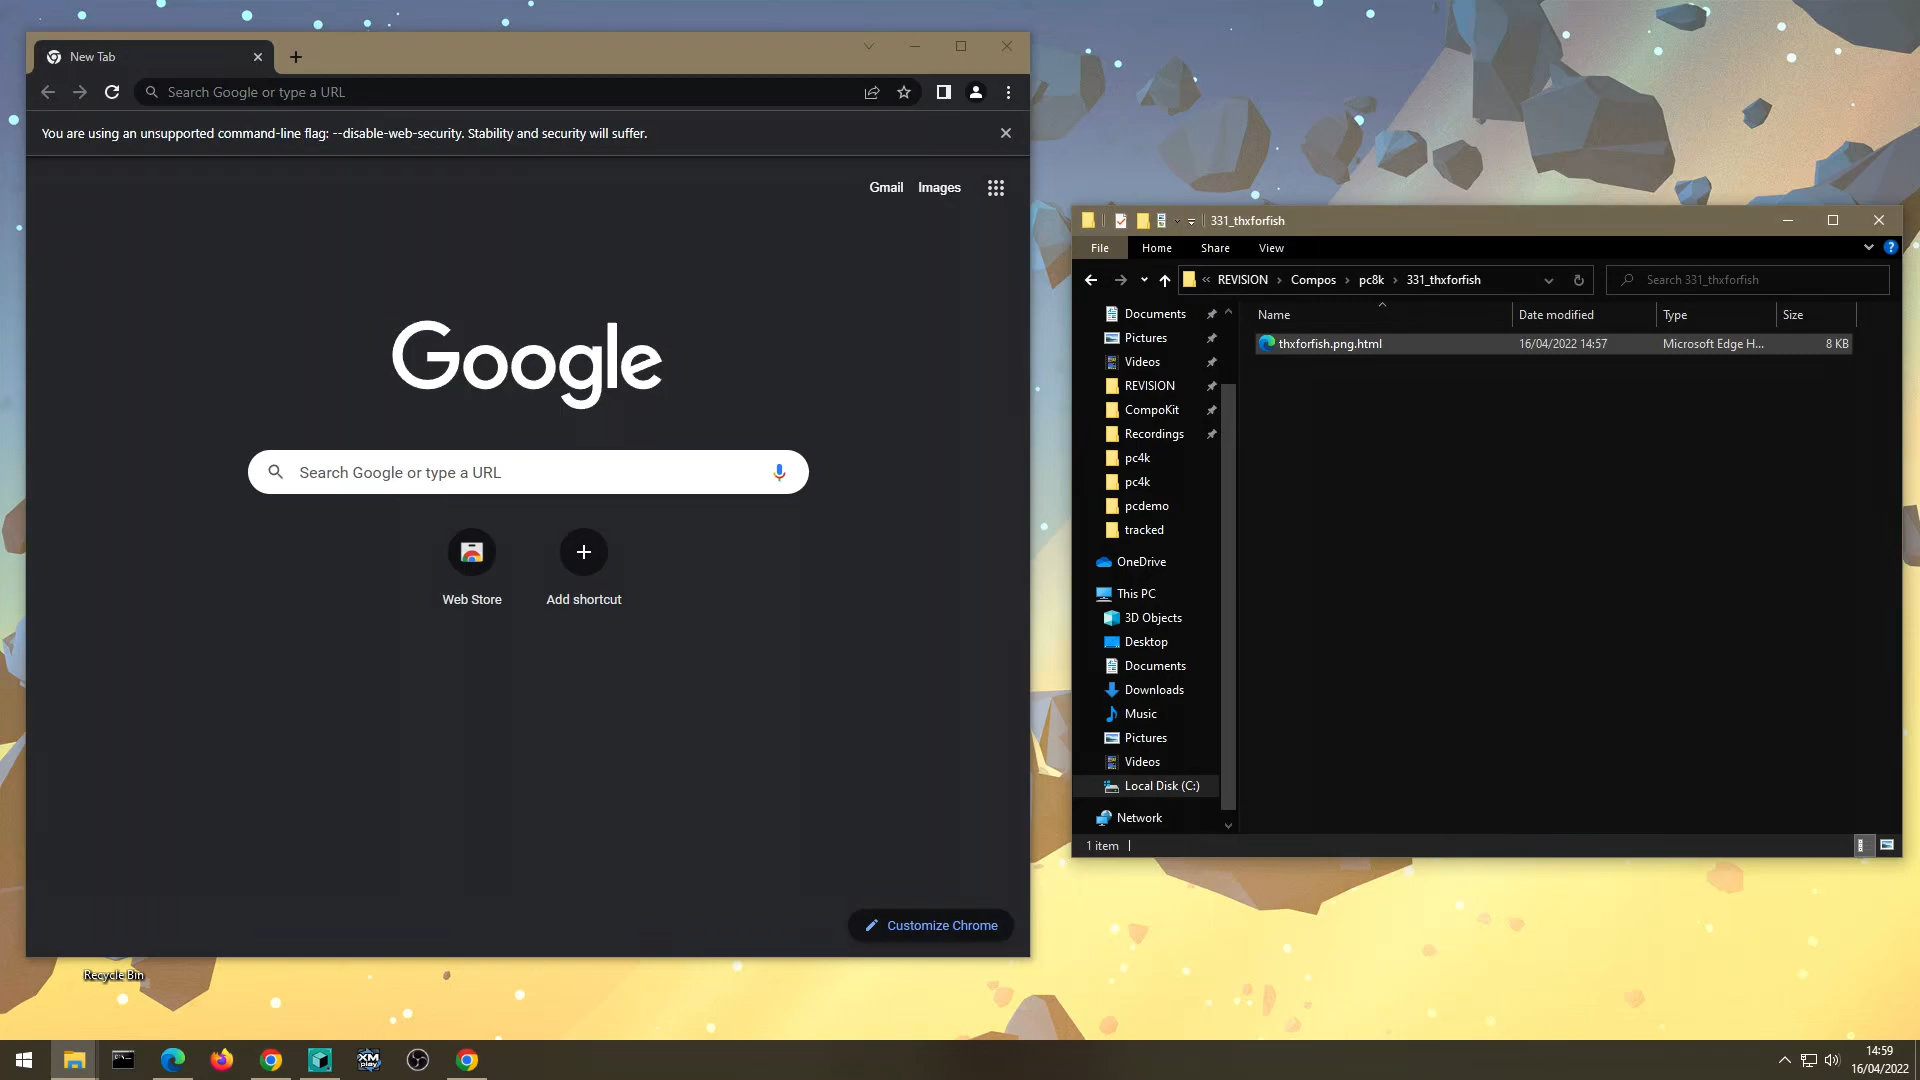 New Tab
Search Google or type a URL
You are using an unsupported command-line flag: --disable-web-security. Stability and security will suffer.
Gmail Images
Google
Search Google or type a URL
Web Store Add shortcut
Customize Chrome
Recycle Bin
331_thxforfish
File Home Share View
« REVISION › Compos › pc8k › 331_thxforfish
Search 331_thxforfish
Name Date modified Type Size
thxforfish.png.html 16/04/2022 14:57 Microsoft Edge H... 8 KB
Documents
Pictures
Videos
REVISION
CompoKit
Recordings
pc4k
pc4k
pcdemo
tracked
OneDrive
This PC
3D Objects
Desktop
Documents
Downloads
Music
Pictures
Videos
Local Disk (C:)
Network
1 item
XM
play
14:59
16/04/2022